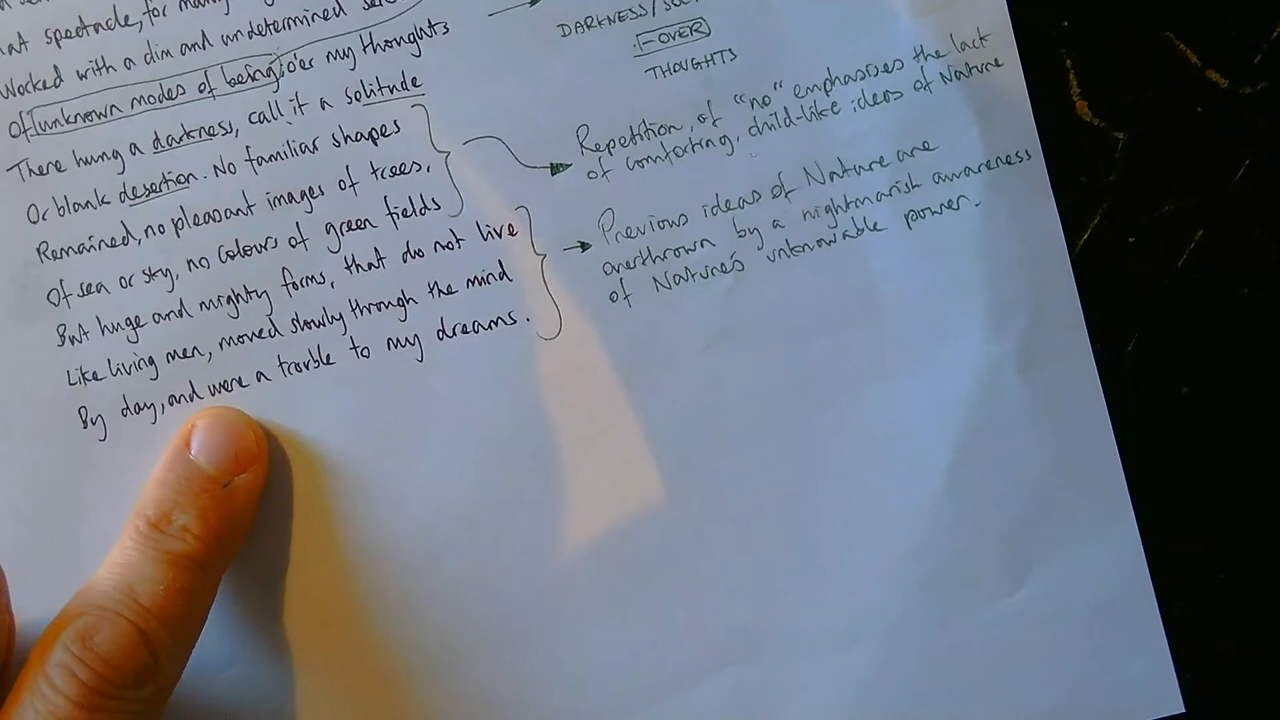 hat spectacle, for many
Worked with a dim and undetermined
Of unknown modes of being; o'er my thoughts
There hung a darkness, call it a solitude
Or blank desertion. No familiar shapes
Remained, no pleasant images of trees,
Of sea or sky, no colours of green fields
But huge and mighty forms, that do not live
Like living men, moved slowly through the mind
By day, and were a trouble to my dreams.
DARKNESS/
OVER
THOUGHTS
Repetition of "no" emphasises the lack
of comforting, child-like ideas of Nature
Previous ideas of Nature are
overthrown by a nightmarish awareness
of Nature's unknowable power.